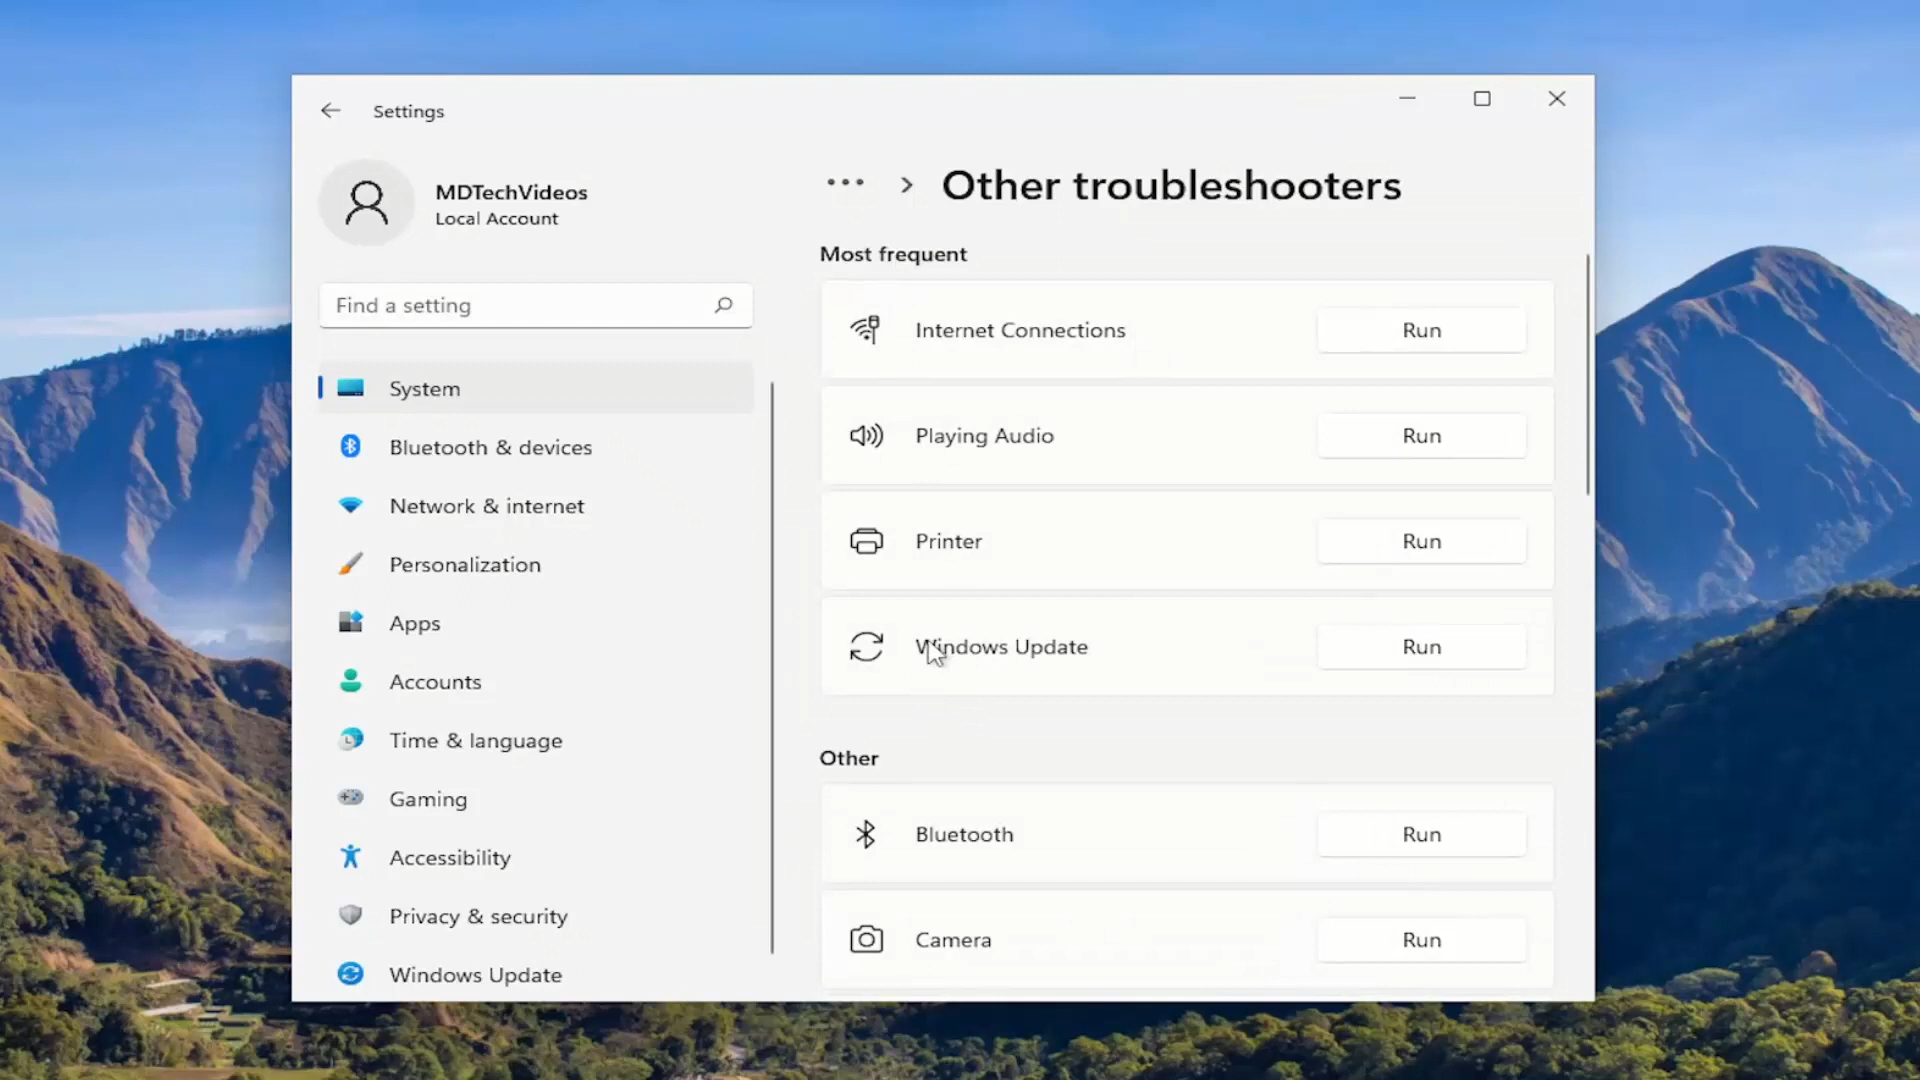 Settings
MDTechVideos
Local Account
Find a setting
System
Bluetooth & devices
Network & internet
Personalization
Apps
Accounts
Time & language
Gaming
Accessibility
Privacy & security
Windows Update
... > Other troubleshooters
Most frequent
Internet Connections Run
Playing Audio Run
Printer Run
Windows Update Run
Other
Bluetooth Run
Camera Run